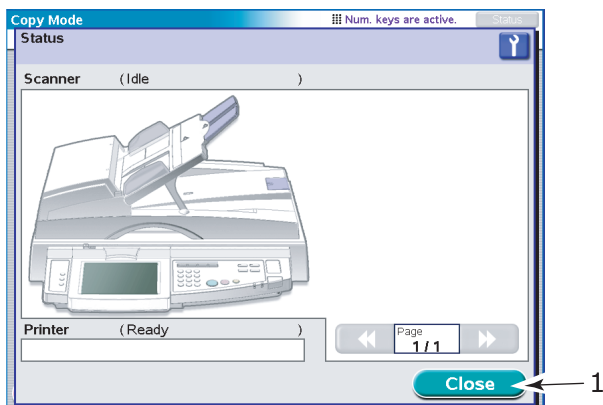 Copy Mode
Num. keys are active.
Status
Status
Scanner (Idle )
Printer (Ready )
Page
1/1
Close
1